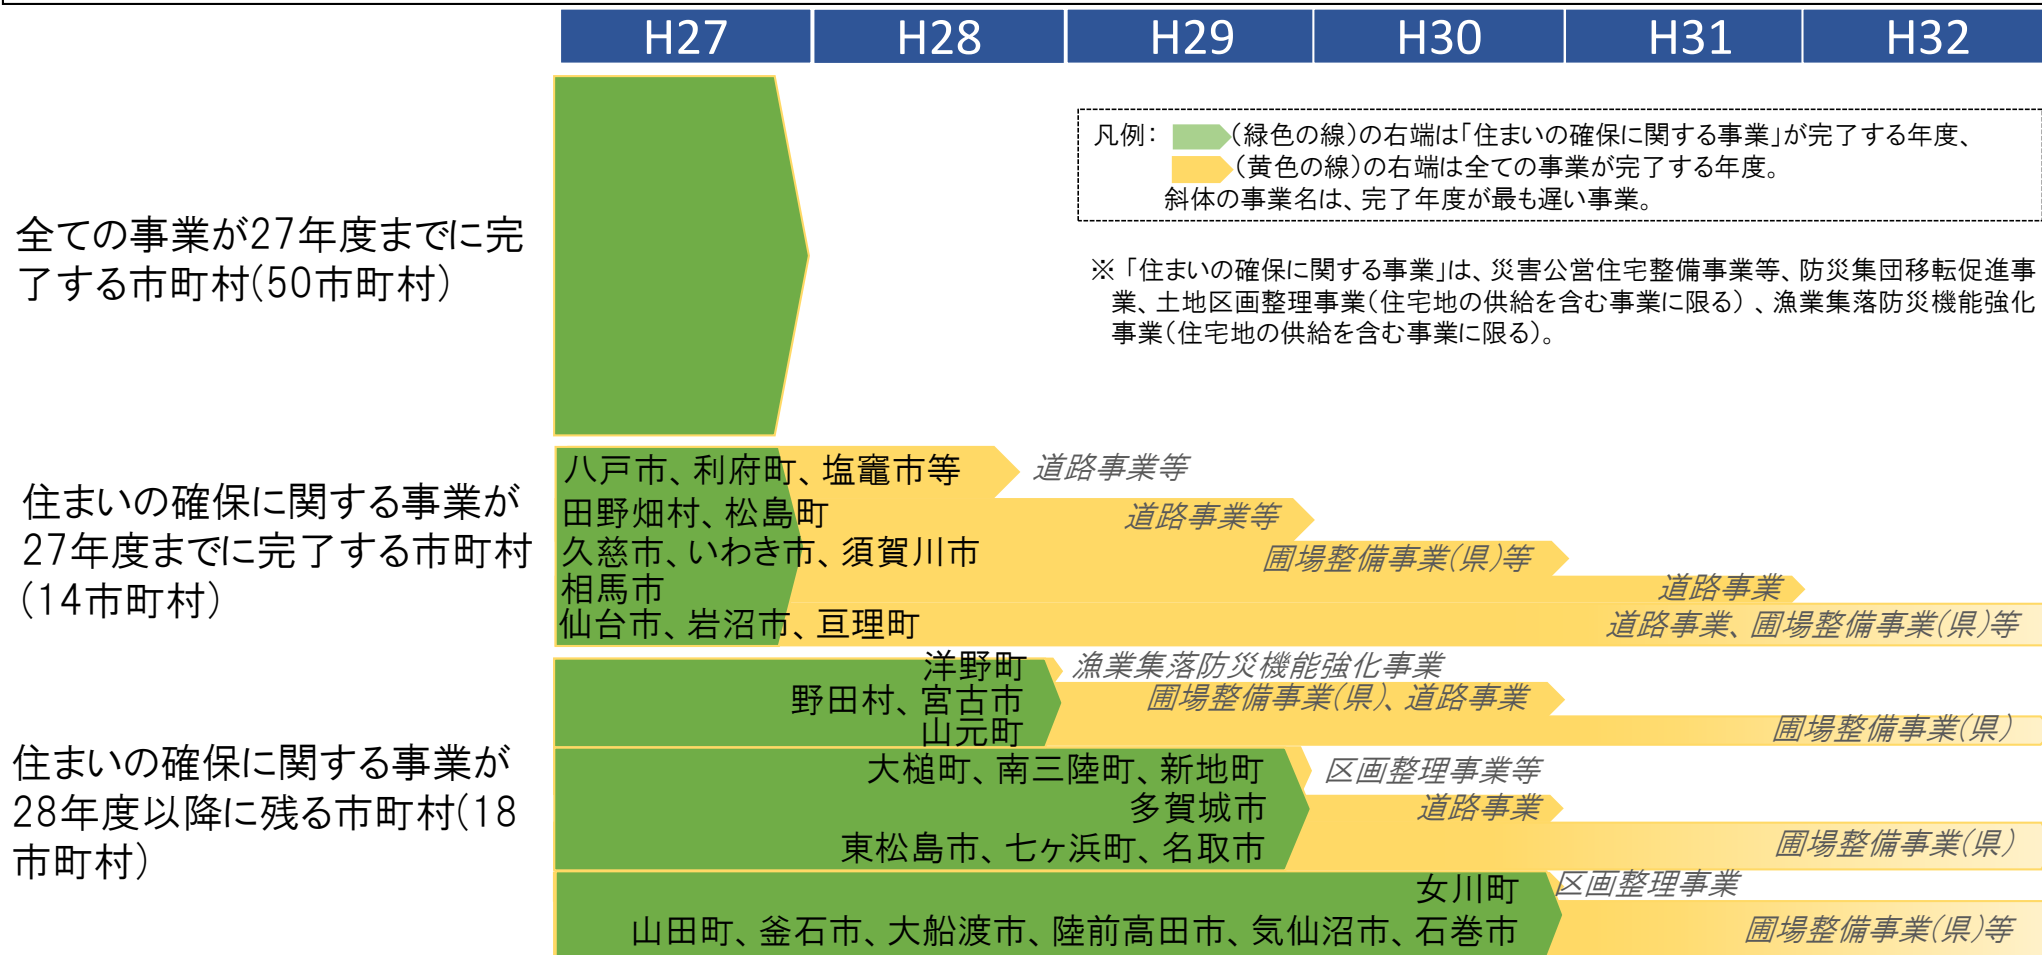 H27 H28 H29 H30 H31 H32
凡例： （緑色の線）の右端は「住まいの確保に関する事業」が完了する年度、
（黄色の線）の右端は全ての事業が完了する年度。
斜体の事業名は、完了年度が最も遅い事業。
全ての事業が27年度までに完
了する市町村（50市町村）
※「住まいの確保に関する事業」は、災害公営住宅整備事業等、防災集団移転促進事
業、土地区画整理事業（住宅地の供給を含む事業に限る）、漁業集落防災機能強化
事業（住宅地の供給を含む事業に限る）。
住まいの確保に関する事業が
27年度までに完了する市町村
（14市町村）
八戸市、利府町、塩竈市等 道路事業等
田野畑村、松島町 道路事業等
久慈市、いわき市、須賀川市 圃場整備事業(県)等
相馬市 道路事業
仙台市、岩沼市、亘理町 道路事業、圃場整備事業(県)等
住まいの確保に関する事業が
28年度以降に残る市町村（18
市町村）
洋野町 漁業集落防災機能強化事業
野田村、宮古市 圃場整備事業(県)、道路事業
山元町 圃場整備事業(県)
大槌町、南三陸町、新地町 区画整理事業等
多賀城市 道路事業
東松島市、七ヶ浜町、名取市 圃場整備事業(県)
女川町 区画整理事業
山田町、釜石市、大船渡市、陸前高田市、気仙沼市、石巻市 圃場整備事業(県)等